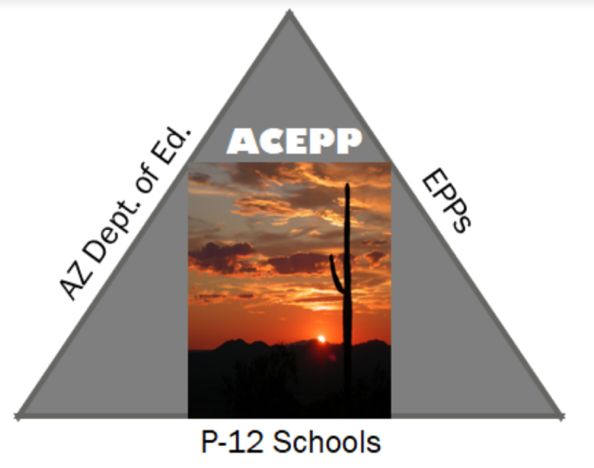 ACEPP
AZ Dept. of Ed.
EPPs
P-12 Schools